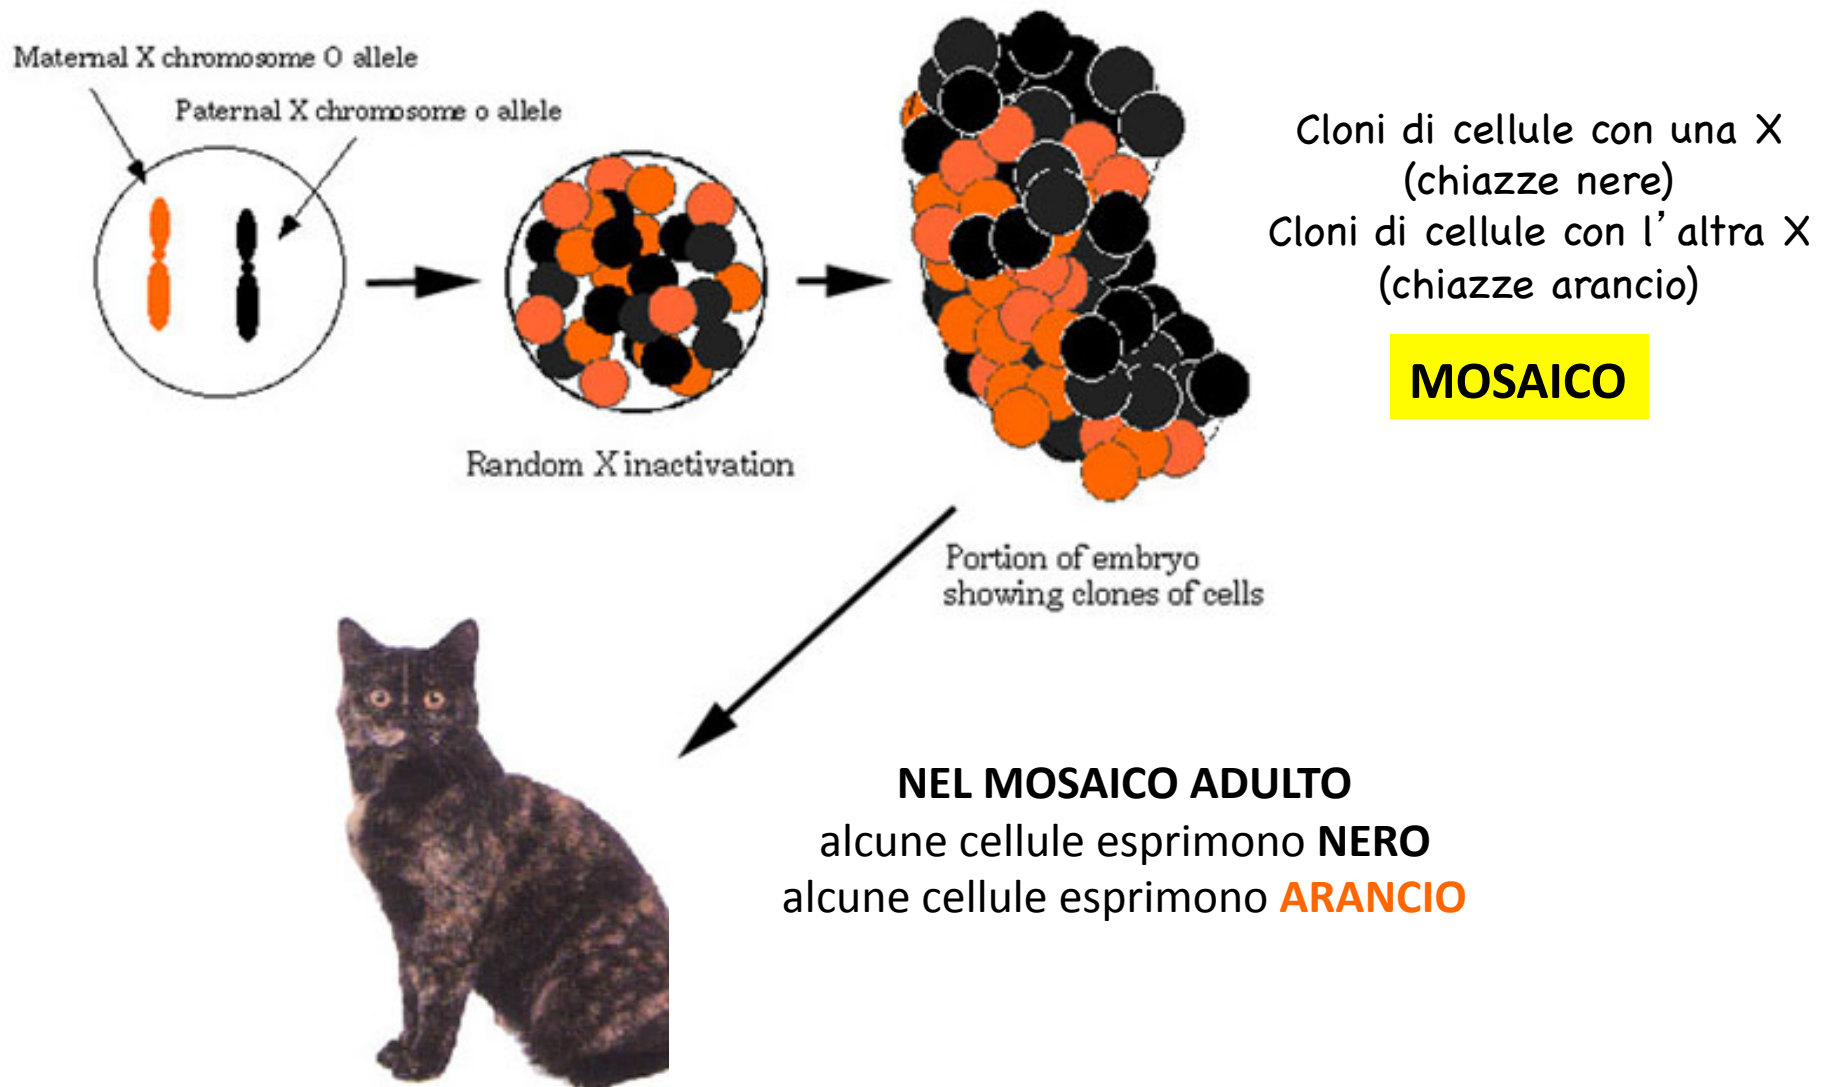 Maternal X chromosome O allele
Paternal X chromosome o allele
Random X inactivation
Cloni di cellule con una X
(chiazze nere)
Cloni di cellule con l’altra X
(chiazze arancio)
MOSAICO
Portion of embryo
showing clones of cells
NEL MOSAICO ADULTO
alcune cellule esprimono NERO
alcune cellule esprimono ARANCIO